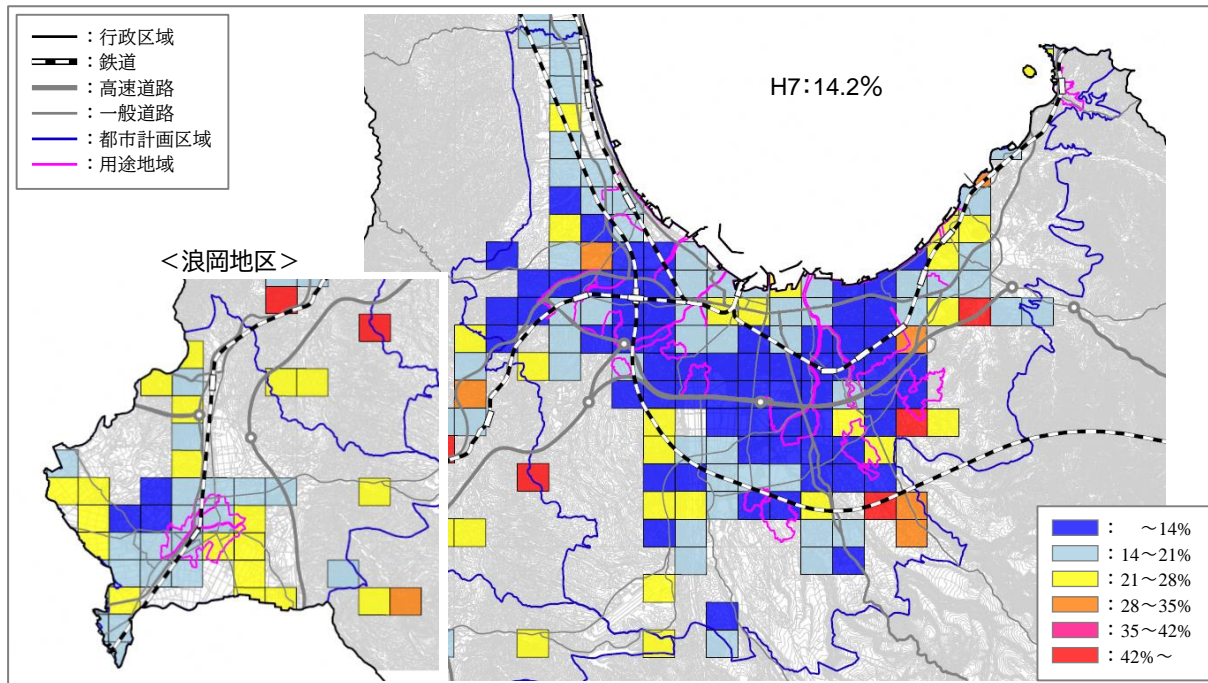 ：行政区域
：鉄道
：高速道路
：一般道路
：都市計画区域
：用途地域
H7：14.2%
＜浪岡地区＞
： ～14%
：14～21%
：21～28%
：28～35%
：35～42%
：42%～